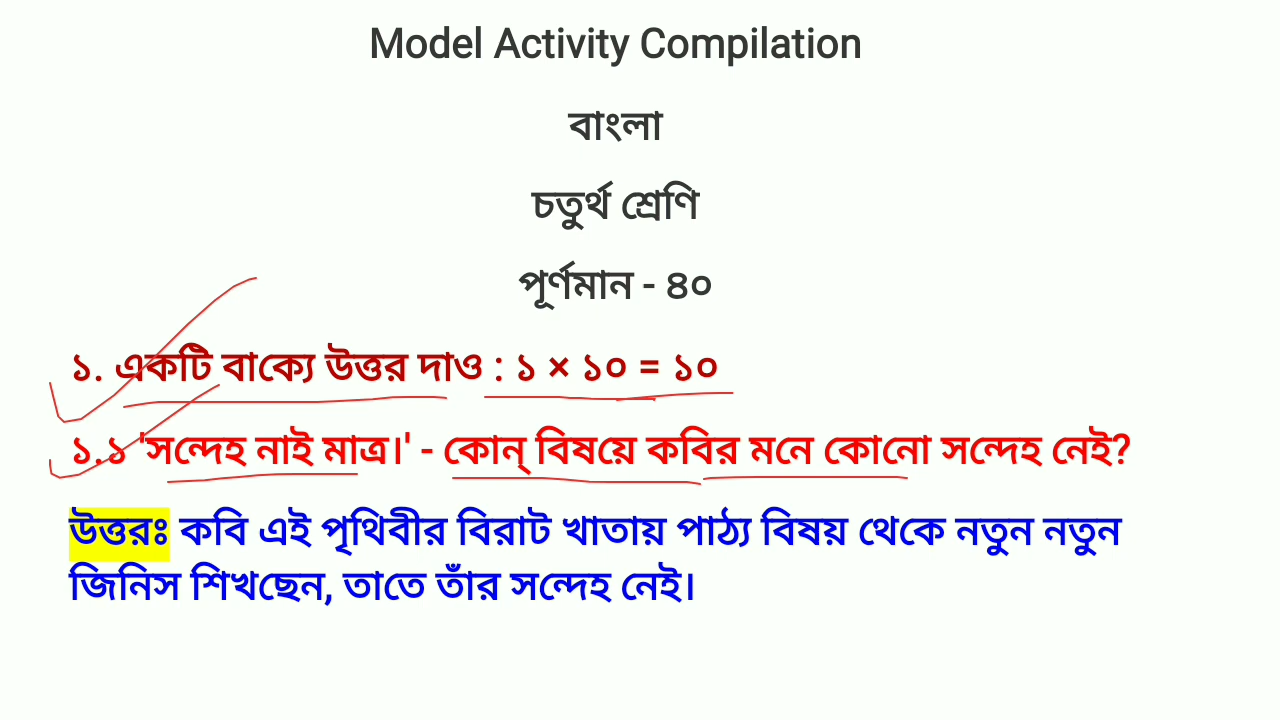 Model Activity Compilation
বাংলা
চতুর্থ শ্রেণি
পূর্ণমান - ৪০
১. একটি বাক্যে উত্তর দাও : ১ × ১০ = ১০
১.১ 'সন্দেহ নাই মাত্র।' - কোন্ বিষয়ে কবির মনে কোনো সন্দেহ নেই?
উত্তরঃ কবি এই পৃথিবীর বিরাট খাতায় পাঠ্য বিষয় থেকে নতুন নতুন
জিনিস শিখছেন, তাতে তাঁর সন্দেহ নেই।